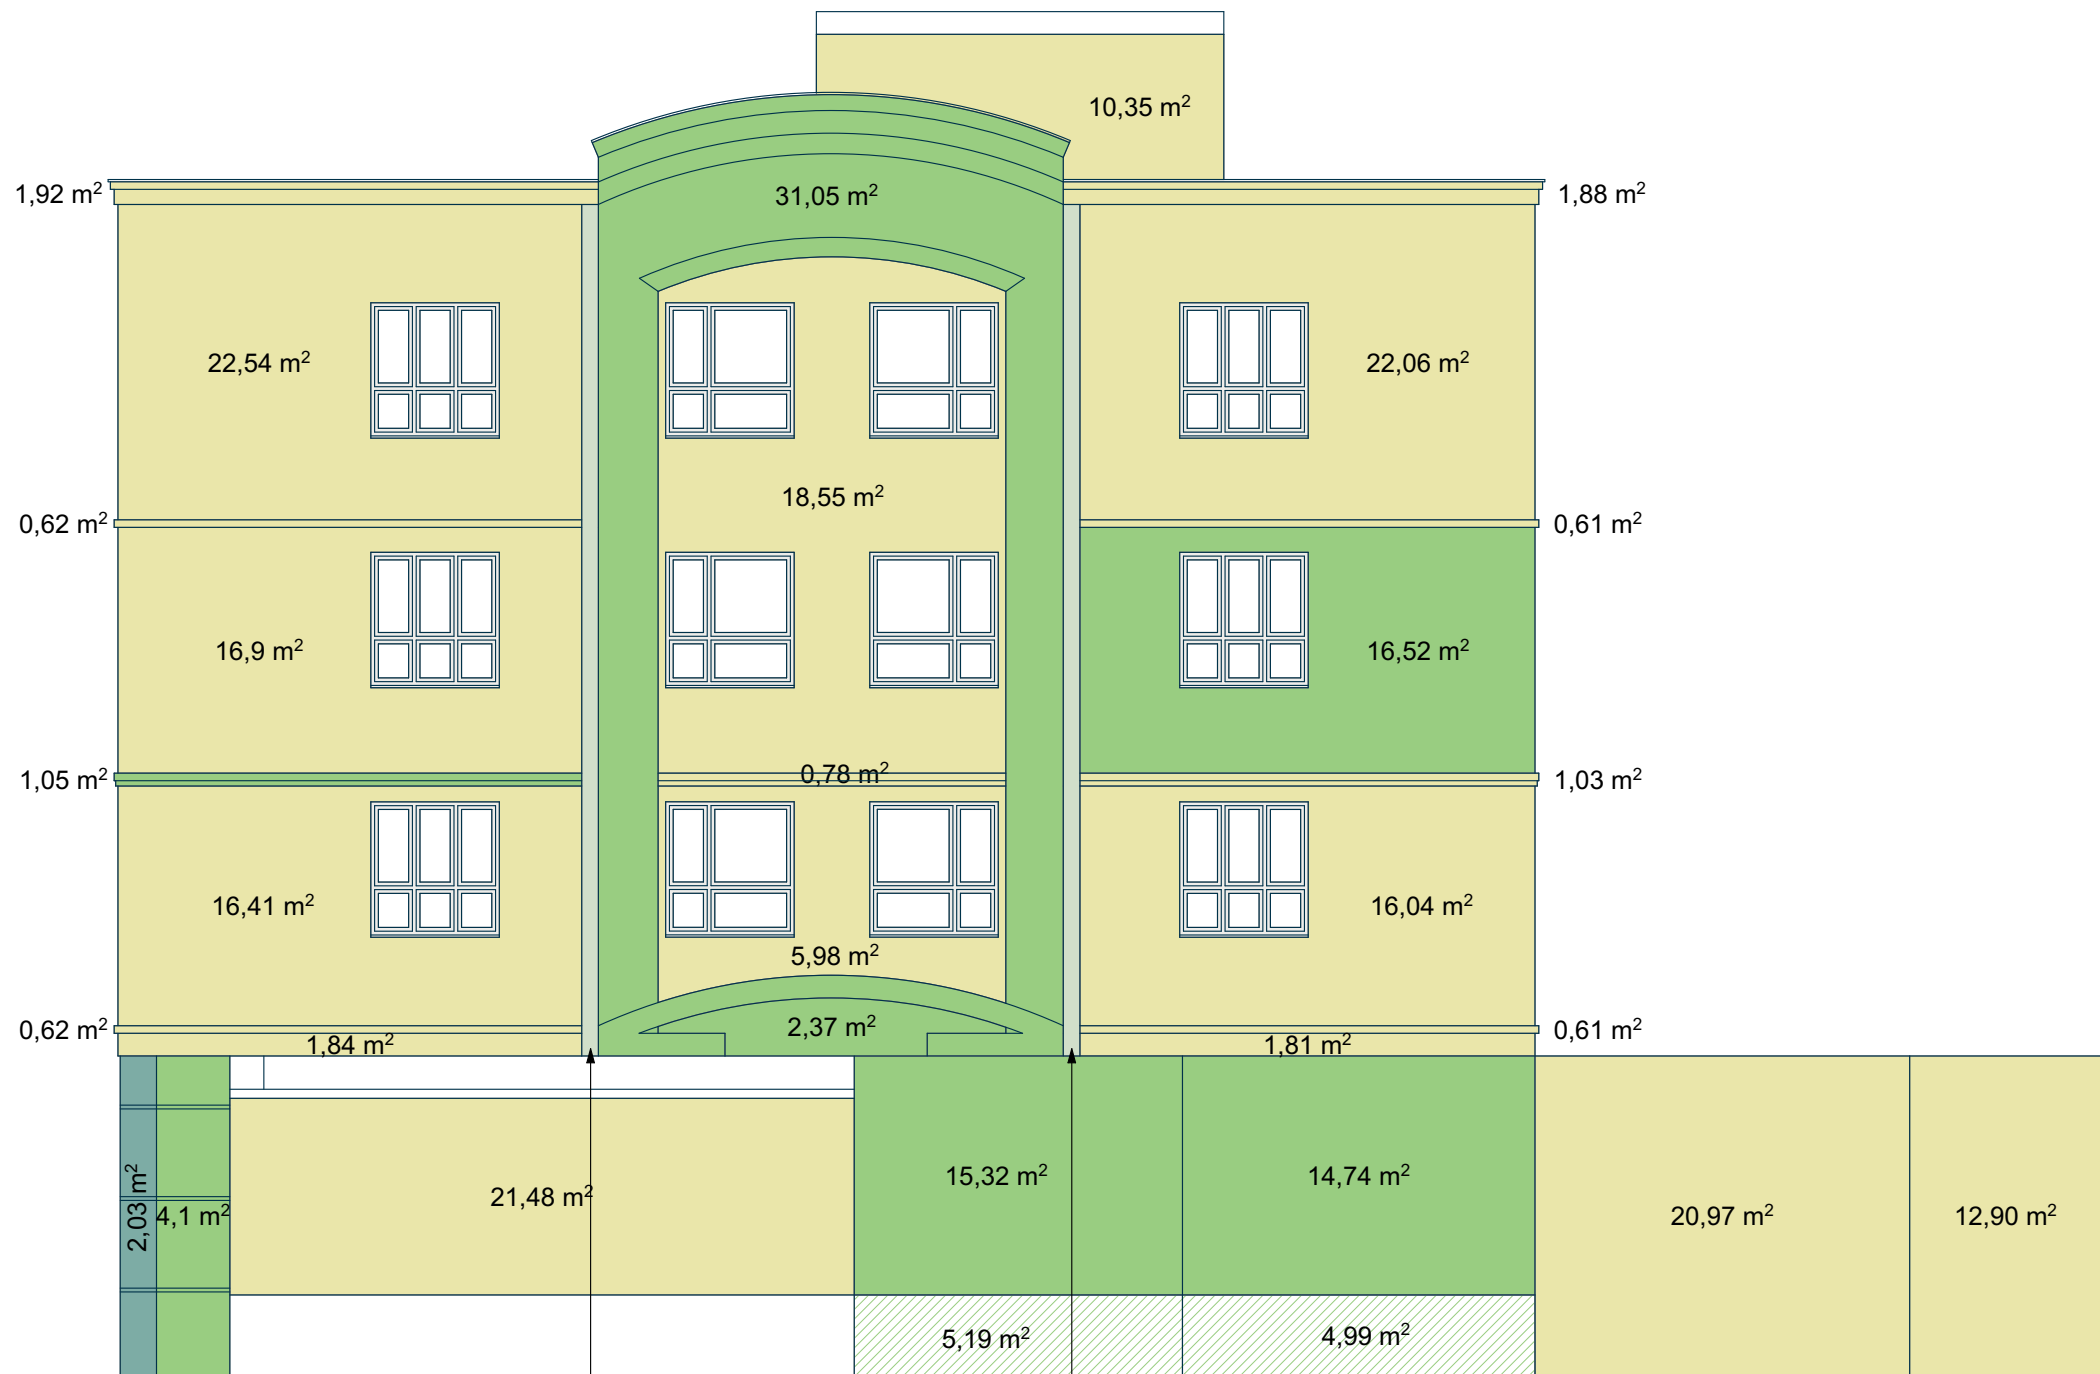 10,35 m²
1,92 m²
31,05 m²
1,88 m²
22,54 m²
22,06 m²
18,55 m²
0,62 m²
0,61 m²
16,9 m²
16,52 m²
0,78 m²
1,05 m²
1,03 m²
16,41 m²
16,04 m²
5,98 m²
2,37 m²
0,62 m²
0,61 m²
1,84 m²
1,81 m²
2,03 m²
4,1 m²
21,48 m²
15,32 m²
14,74 m²
20,97 m²
12,90 m²
5,19 m²
4,99 m²